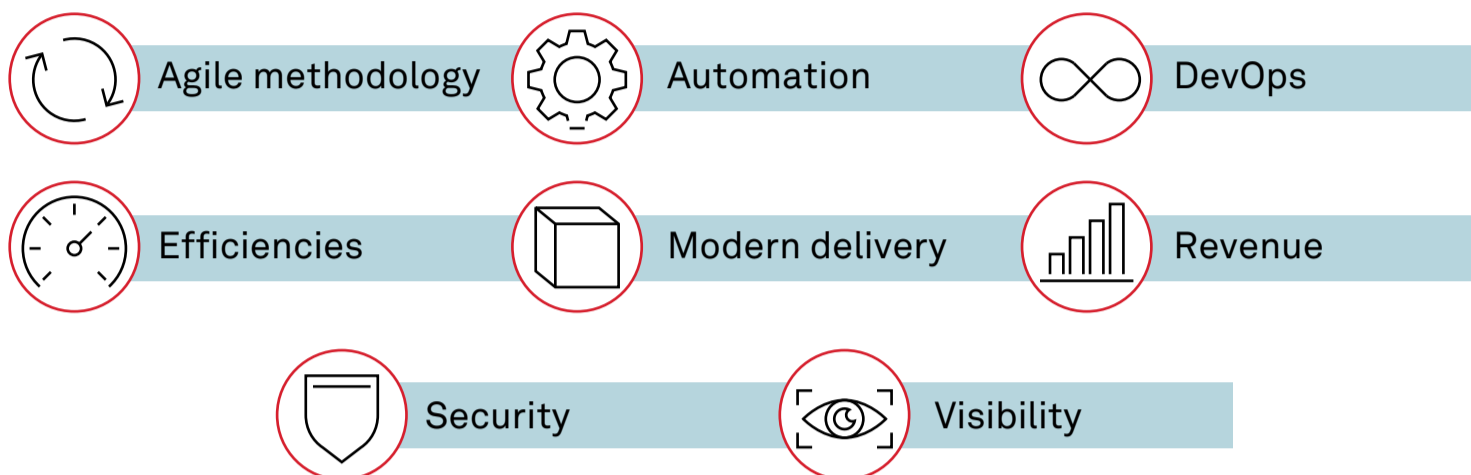 Agile methodology
Automation
DevOps
Efficiencies
Modern delivery
Revenue
Security
Visibility